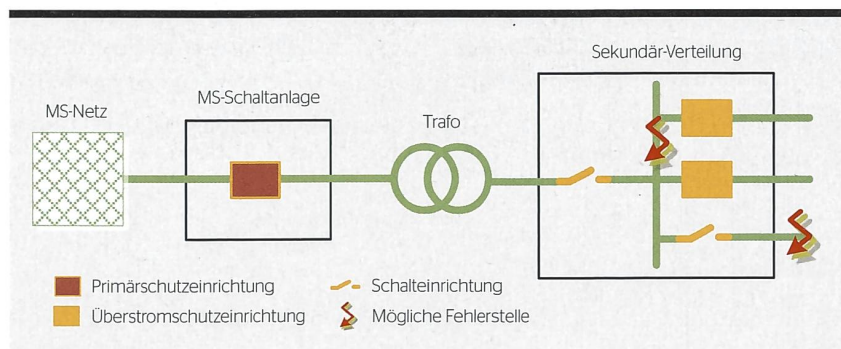 Sekundär-Verteilung
MS-Netz
MS-Schaltanlage
Trafo
Primärschutzeinrichtung
Schalteinrichtung
Überstromschutzeinrichtung
Mögliche Fehlerstelle